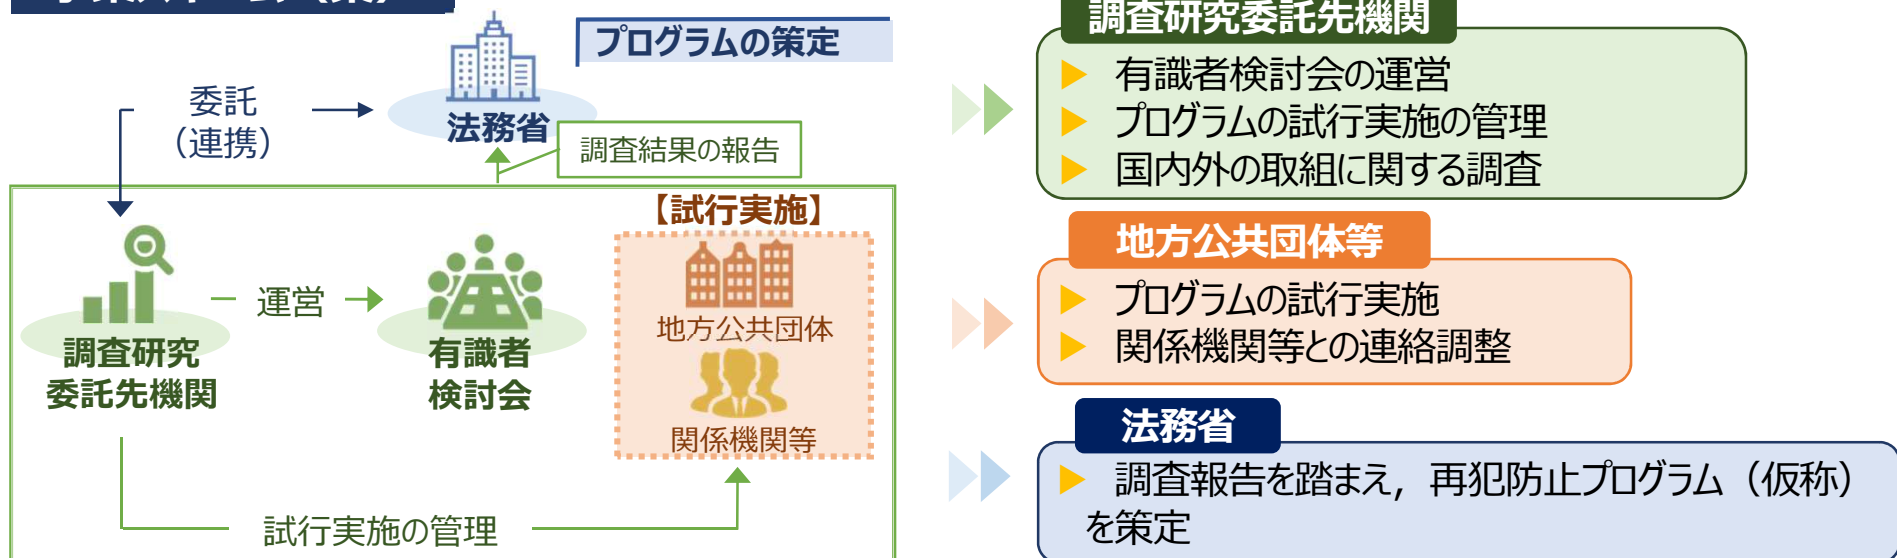 プログラムの策定
委託
（連携）
法務省
調査結果の報告
【試行実施】
運営
地方公共団体
調査研究
委託先機関
有識者
検討会
関係機関等
試行実施の管理
調査研究委託先機関
▶ 有識者検討会の運営
▶ プログラムの試行実施の管理
▶ 国内外の取組に関する調査
地方公共団体等
▶ プログラムの試行実施
▶ 関係機関等との連絡調整
法務省
▶ 調査報告を踏まえ，再犯防止プログラム（仮称）
を策定